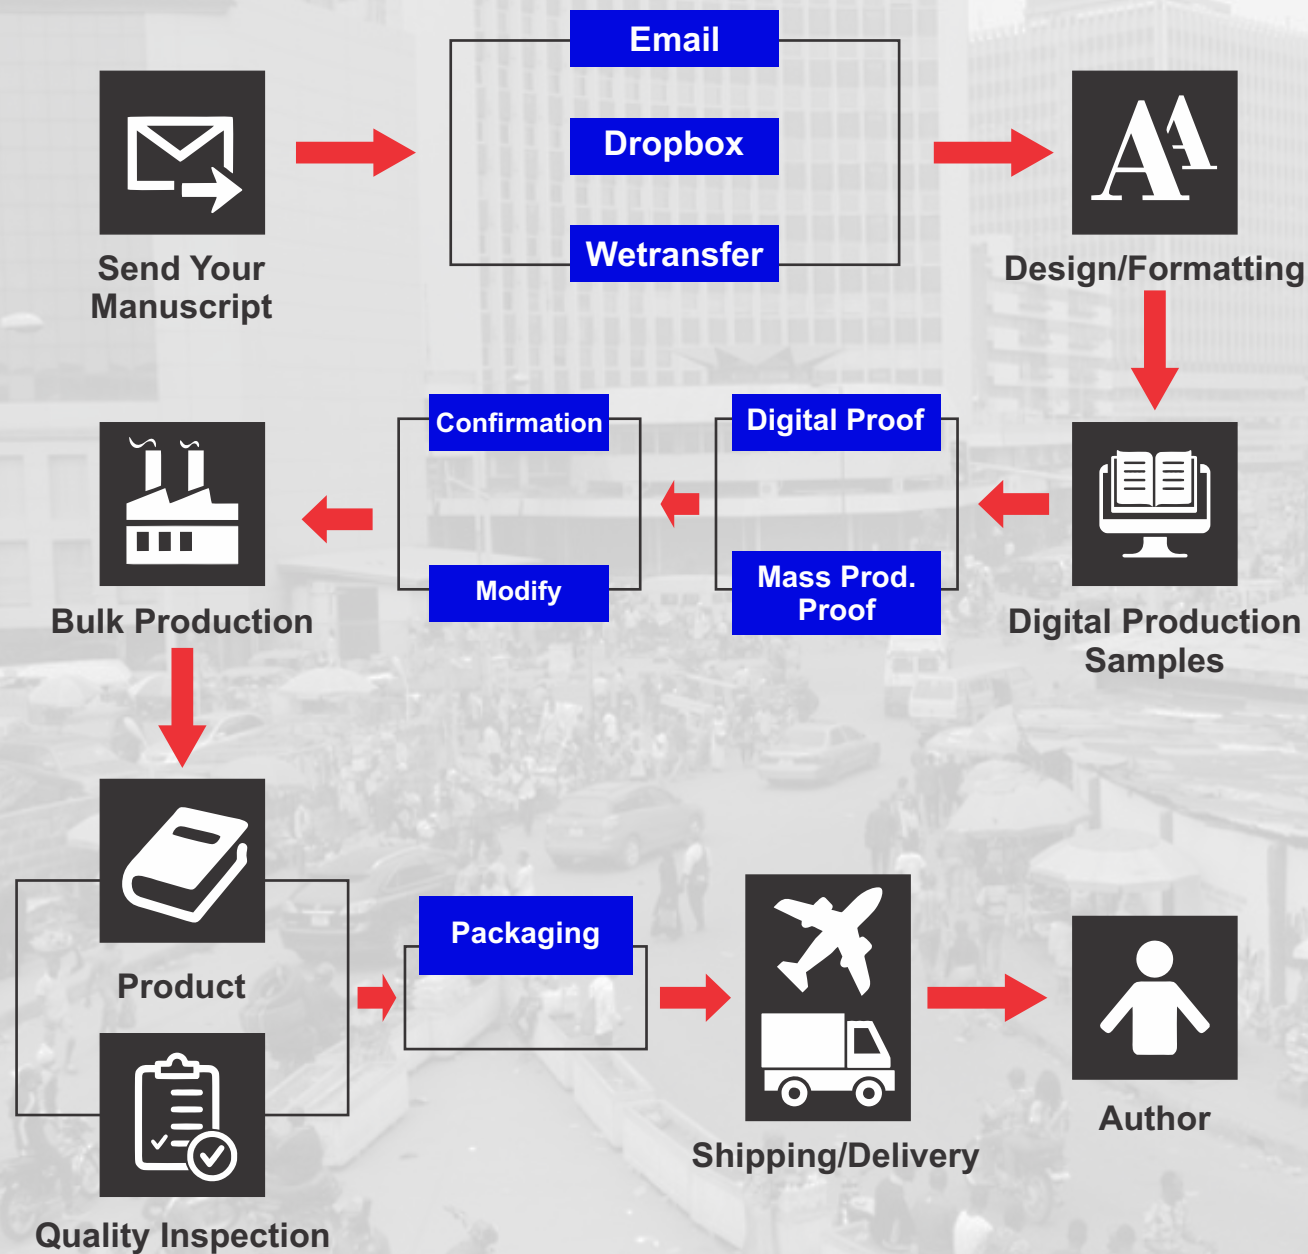 Email
Dropbox
Wetransfer
Send Your
Manuscript
Design/Formatting
Confirmation
Digital Proof
Modify
Mass Prod.
Proof
Bulk Production
Digital Production
Samples
Product
Packaging
Quality Inspection
Shipping/Delivery
Author